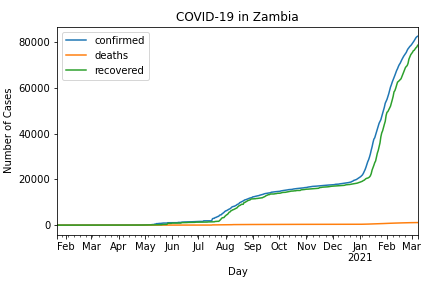 COVID-19 in Zambia
confirmed
deaths
recovered
Number of Cases
80000
60000
40000
20000
0
Feb Mar Apr May Jun Jul Aug Sep Oct Nov Dec Jan Feb Mar
2021
Day